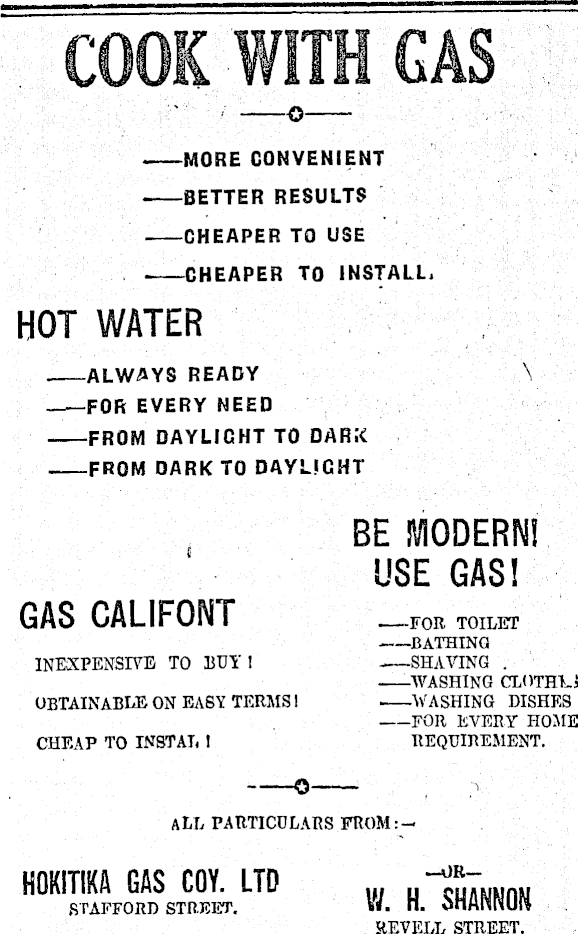 COOK WITH GAS
—MORE CONVENIENT
—BETTER RESULTS
—CHEAPER TO USE
—CHEAPER TO INSTALL.
HOT WATER
—ALWAYS READY
—FOR EVERY NEED
—FROM DAYLIGHT TO DARK
—FROM DARK TO DAYLIGHT
BE MODERN!
USE GAS!
GAS CALIFONT
INEXPENSIVE TO BUY!
OBTAINABLE ON EASY TERMS!
CHEAP TO INSTAL!
—FOR TOILET
—BATHING
—SHAVING
—WASHING CLOTHES
—WASHING DISHES
—FOR EVERY HOME
REQUIREMENT.
ALL PARTICULARS FROM:—
HOKITIKA GAS COY. LTD
STAFFORD STREET.
—OR—
W. H. SHANNON
REVELL STREET.